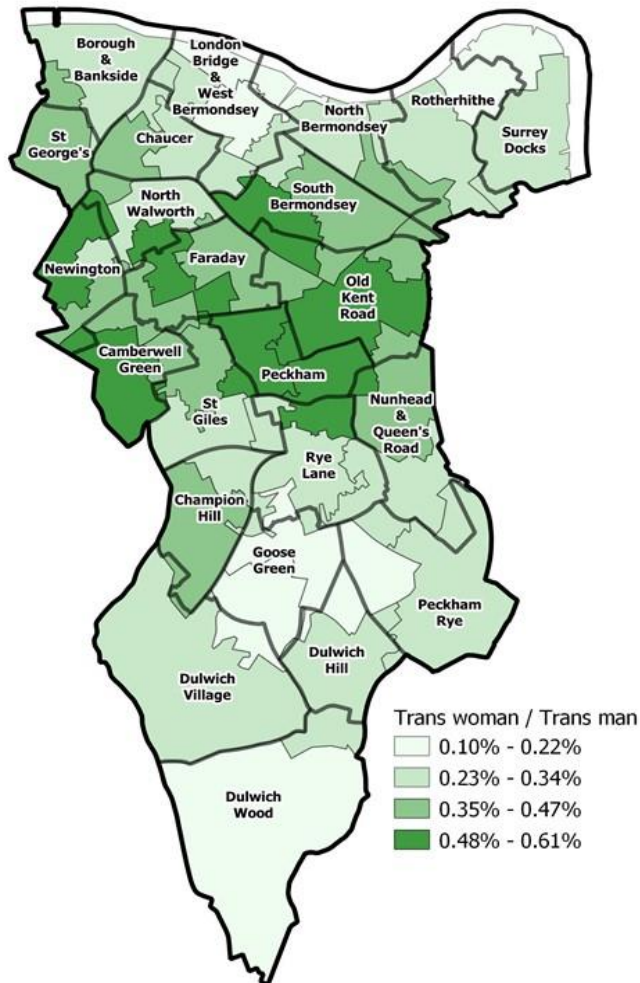 Borough
&
Bankside
London
Bridge
&
West
Bermondsey
North
Bermondsey
Rotherhithe
Surrey
Docks
St
George's
Chaucer
North
Walworth
South
Bermondsey
Newington
Faraday
Old
Kent
Road
Camberwell
Green
Peckham
St
Giles
Nunhead
&
Queen's
Road
Rye
Lane
Champion
Hill
Goose
Green
Peckham
Rye
Dulwich
Hill
Dulwich
Village
Dulwich
Wood
Trans woman / Trans man
0.10% - 0.22%
0.23% - 0.34%
0.35% - 0.47%
0.48% - 0.61%